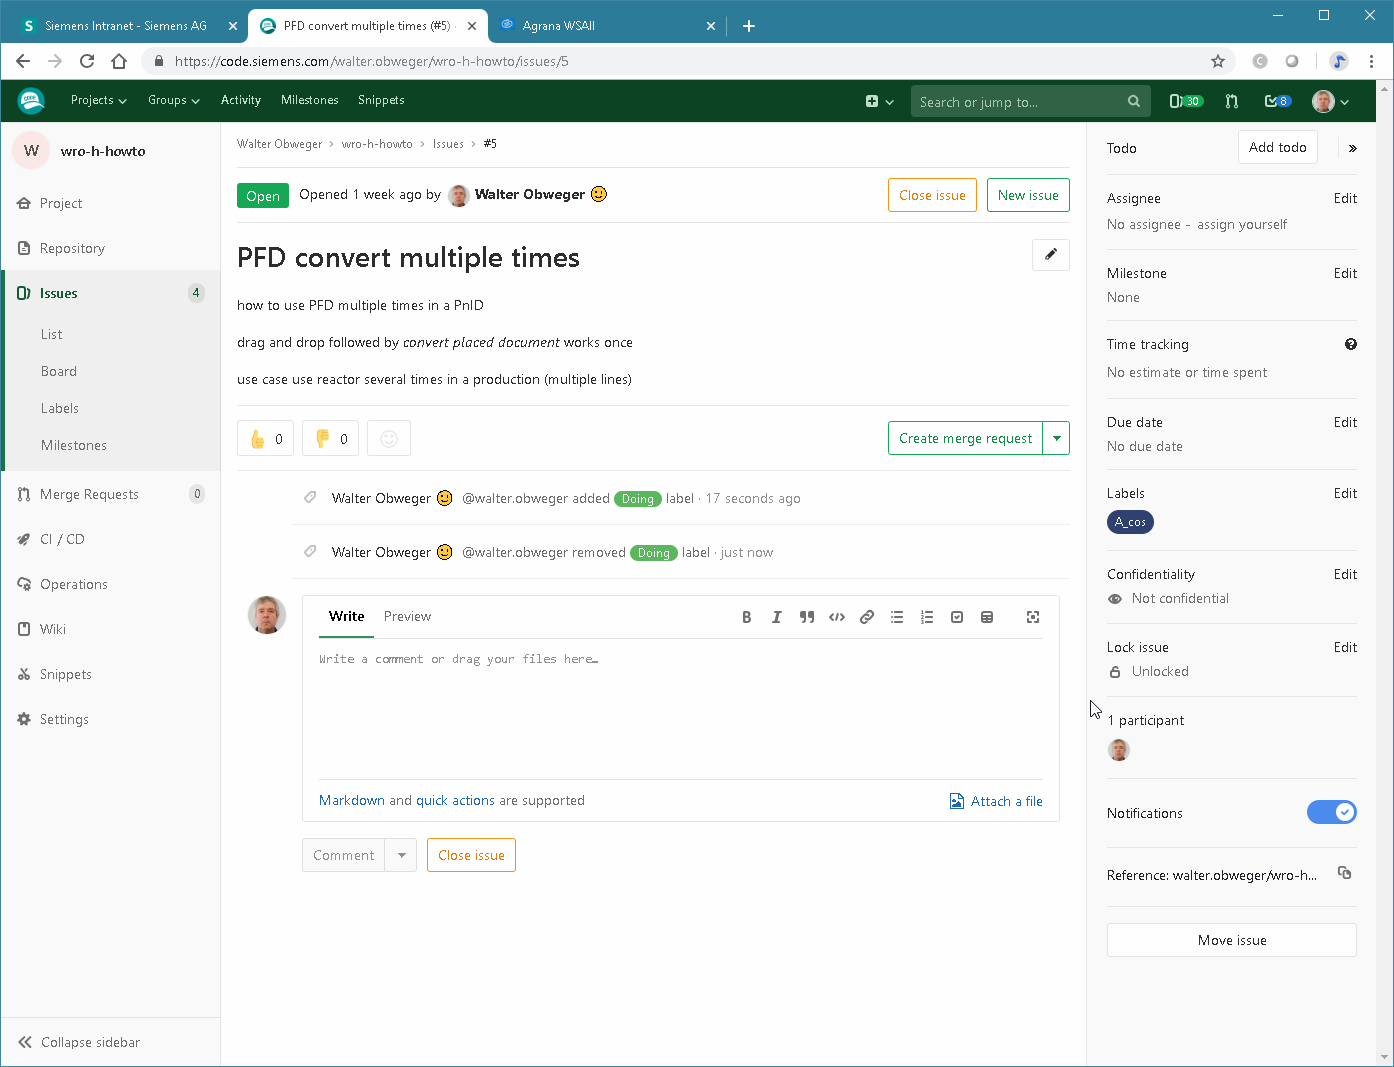 Siemens Intranet - Siemens AG
PFD convert multiple times (#5) ·
Agrana WSAII
https://code.siemens.com/walter.obweger/wro-h-howto/issues/5
Projects Groups Activity Milestones Snippets Search or jump to... 30 8
W wro-h-howto
Project
Repository
Issues 4
List
Board
Labels
Milestones
Merge Requests 0
CI / CD
Operations
Wiki
Snippets
Settings
Collapse sidebar
Walter Obweger › wro-h-howto › Issues › #5
Open Opened 1 week ago by Walter Obweger Close issue New issue
PFD convert multiple times
how to use PFD multiple times in a PnID
drag and drop followed by convert placed document works once
use case use reactor several times in a production (multiple lines)
0 0 Create merge request
Walter Obweger @walter.obweger added Doing label · 17 seconds ago
Walter Obweger @walter.obweger removed Doing label · just now
Write Preview
Write a comment or drag your files here…
Markdown and quick actions are supported Attach a file
Comment Close issue
Todo Add todo
Assignee Edit
No assignee - assign yourself
Milestone Edit
None
Time tracking
No estimate or time spent
Due date Edit
No due date
Labels Edit
A_cos
Confidentiality Edit
Not confidential
Lock issue Edit
Unlocked
1 participant
Notifications
Reference: walter.obweger/wro-h...
Move issue